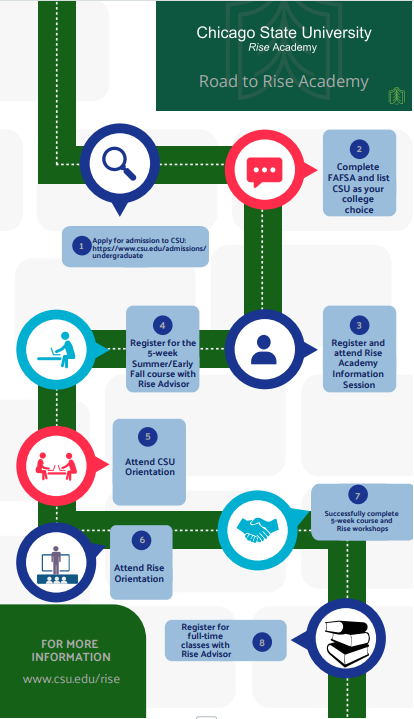 Chicago State University
Rise Academy
Road to Rise Academy
1
Apply for admission to CSU:
https://www.csu.edu/admissions/
undergraduate
2
Complete
FAFSA and list
CSU as your
college
choice
3
Register and
attend Rise
Academy
Information
Session
4
Register for the
5-week
Summer/Early
Fall course with
Rise Advisor
5
Attend CSU
Orientation
6
Attend Rise
Orientation
7
Successfully complete
5-week course and
Rise workshops
8
Register for
full-time
classes with
Rise Advisor
FOR MORE
INFORMATION
www.csu.edu/rise